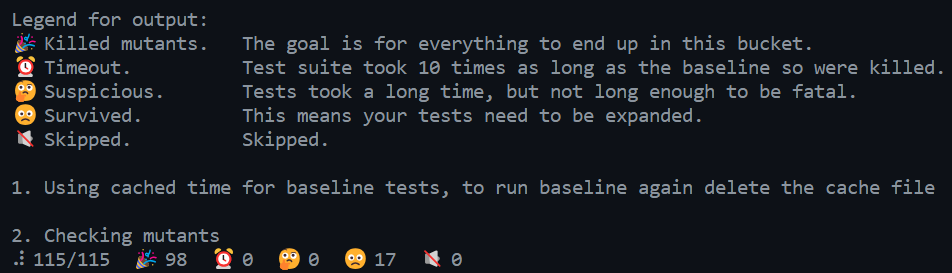 Legend for output:
🎉 Killed mutants.   The goal is for everything to end up in this bucket.
⏰ Timeout.          Test suite took 10 times as long as the baseline so were killed.
🤔 Suspicious.       Tests took a long time, but not long enough to be fatal.
🙁 Survived.         This means your tests need to be expanded.
🔇 Skipped.          Skipped.
1. Using cached time for baseline tests, to run baseline again delete the cache file
2. Checking mutants
⠼ 115/115  🎉 98  ⏰ 0  🤔 0  🙁 17  🔇 0